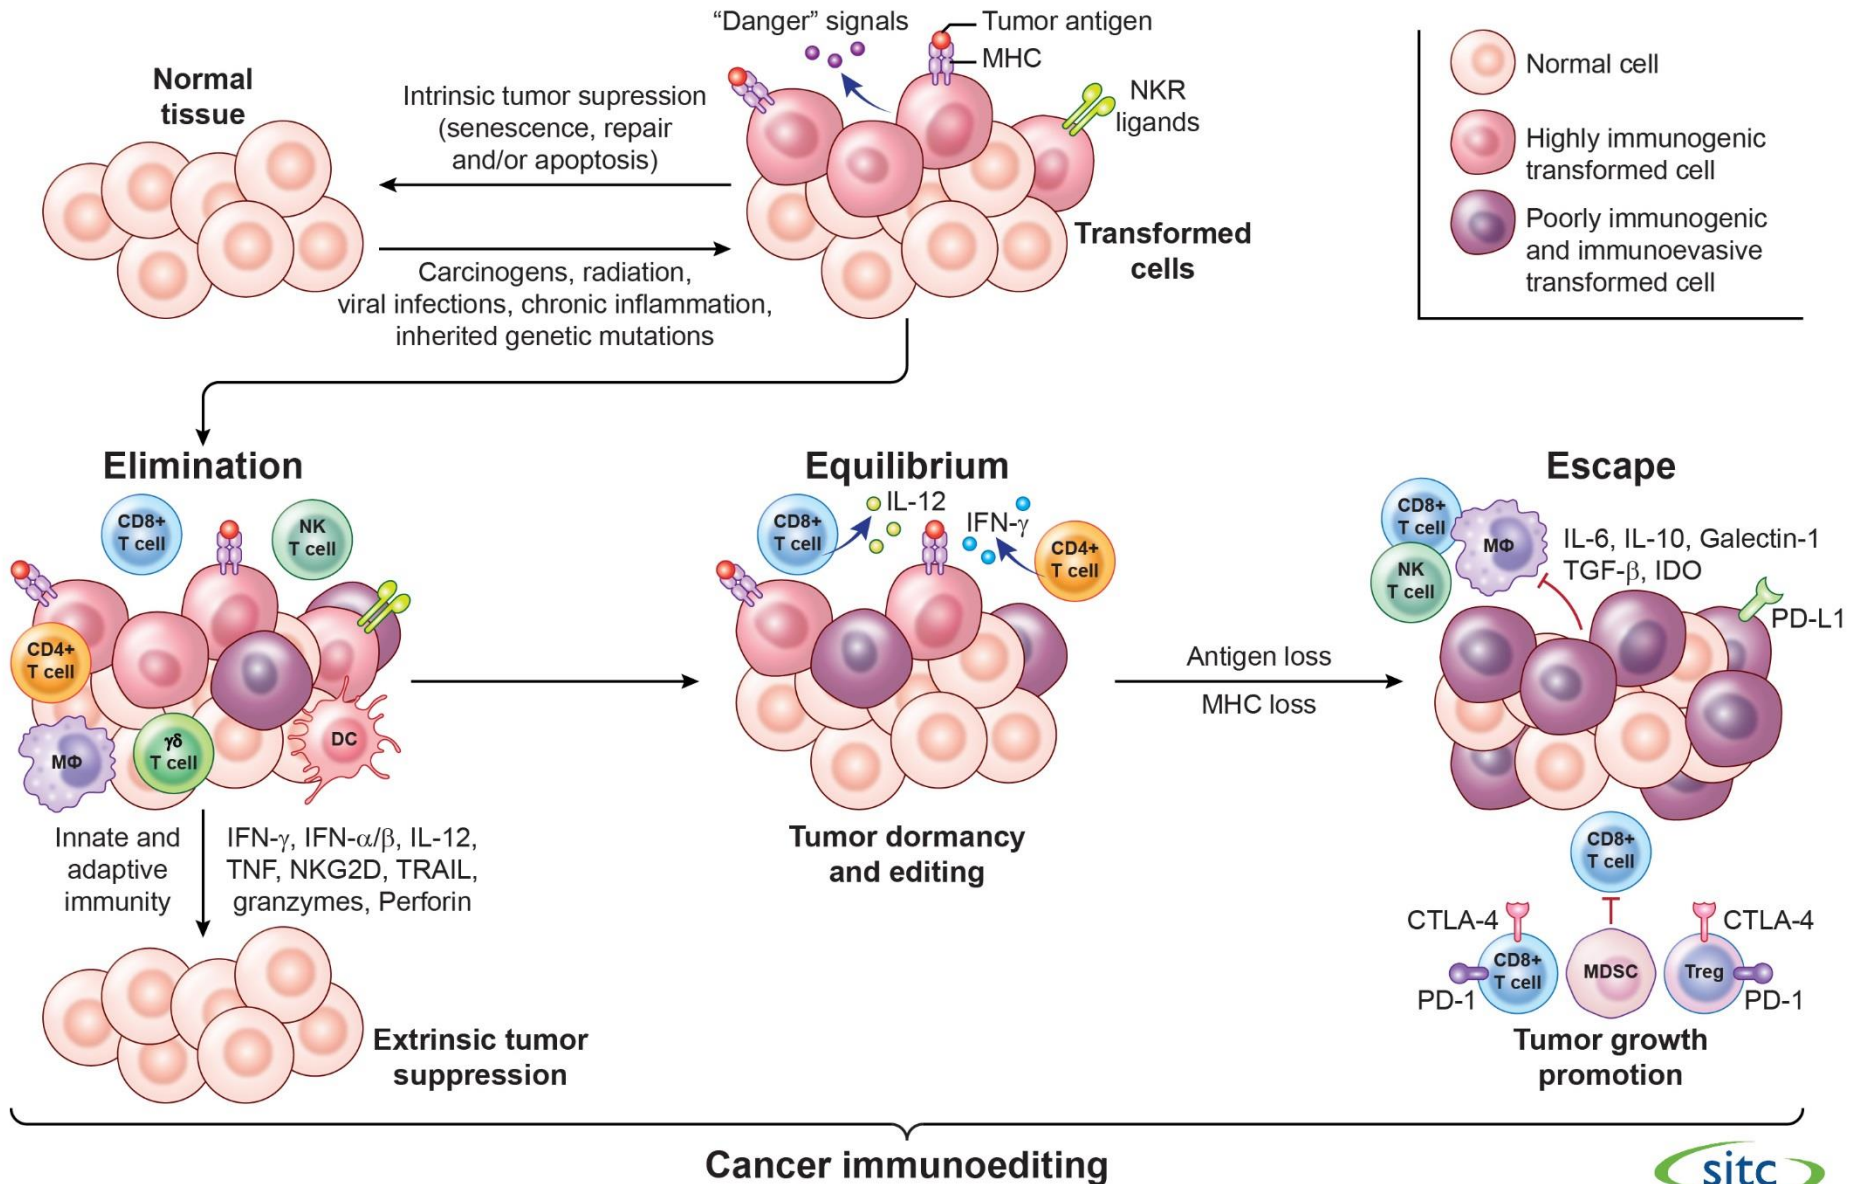 “Danger” signals
Tumor antigen
MHC
NKR
ligands
Normal
tissue
Intrinsic tumor supression
(senescence, repair
and/or apoptosis)
Carcinogens, radiation,
viral infections, chronic inflammation,
inherited genetic mutations
Transformed
cells
Normal cell
Highly immunogenic
transformed cell
Poorly immunogenic
and immunoevasive
transformed cell
Elimination
CD8+
T cell
NK
T cell
CD4+
T cell
MΦ
γδ
T cell
DC
Innate and
adaptive
immunity
IFN-γ, IFN-α/β, IL-12,
TNF, NKG2D, TRAIL,
granzymes, Perforin
Extrinsic tumor
suppression
Equilibrium
CD8+
T cell
IL-12
IFN-γ
CD4+
T cell
Tumor dormancy
and editing
Antigen loss
MHC loss
Escape
CD8+
T cell
MΦ
NK
T cell
IL-6, IL-10, Galectin-1
TGF-β, IDO
PD-L1
CD8+
T cell
CTLA-4
CD8+
T cell
PD-1
MDSC
CTLA-4
Treg
PD-1
Tumor growth
promotion
Cancer immunoediting
sitc